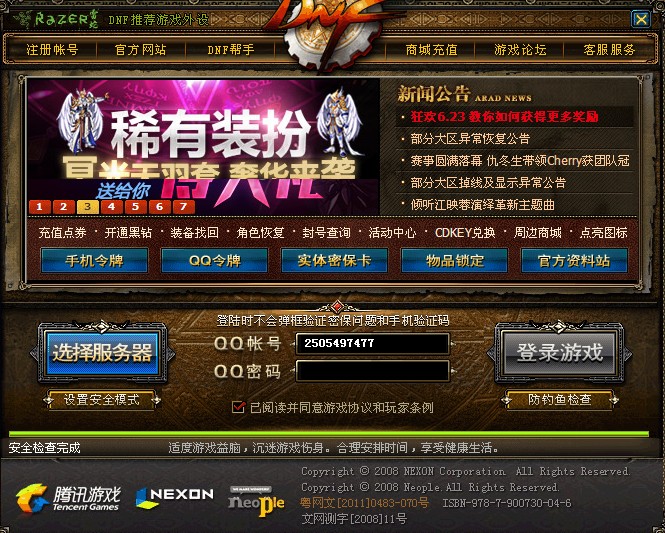 RAZER DNF推荐游戏外设
DNF
注册帐号 官方网站 DNF帮手 商城充值 游戏论坛 客服服务
稀有装扮
送给你
1 2 3 4 5 6 7
新闻公告 ARAD NEWS
狂欢6.23 教你如何获得更多奖励
部分大区异常恢复公告
赛事圆满落幕 仇冬生带领Cherry获团队冠
部分大区掉线及显示异常公告
倾听江映蓉演绎革新主题曲
充值点券 · 开通黑钻 · 装备找回 · 角色恢复 · 封号查询 · 活动中心 · CDKEY兑换 · 周边商城 · 点亮图标
手机令牌 QQ令牌 实体密保卡 物品锁定 官方资料站
登陆时不会弹框验证密保问题和手机验证码
选择服务器
QQ帐号 2505497477
登录游戏
QQ密码
设置安全模式
防钓鱼检查
已阅读并同意游戏协议和玩家条例
安全检查完成 适度游戏益脑，沉迷游戏伤身。合理安排时间，享受健康生活。
腾讯游戏
Tencent Games
NEXON
neople
Copyright © 2008 NEXON Corporation. All Rights Reserved.
Copyright © 2008 Neople.All Rights Reserved.
粤网文[2011]0483-070号 ISBN-978-7-900730-04-6
文网测字[2008]11号